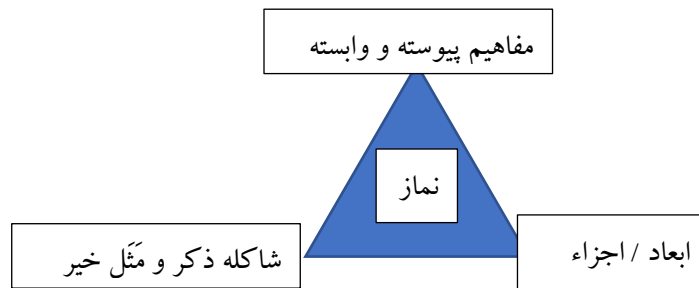 مفاهیم پیوسته و وابسته
نماز
ابعاد / اجزاء
شاکله ذکر و مَثَل خیر